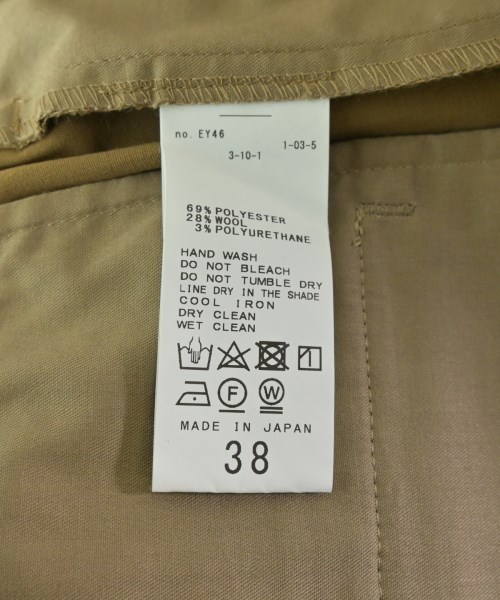 no. EY46
1-03-5
3-10-1
69% POLYESTER
28% WOOL
3% POLYURETHANE
HAND WASH
DO NOT BLEACH
DO NOT TUMBLE DRY
LINE DRY IN THE SHADE
COOL IRON
DRY CLEAN
WET CLEAN
F W
MADE IN JAPAN
38